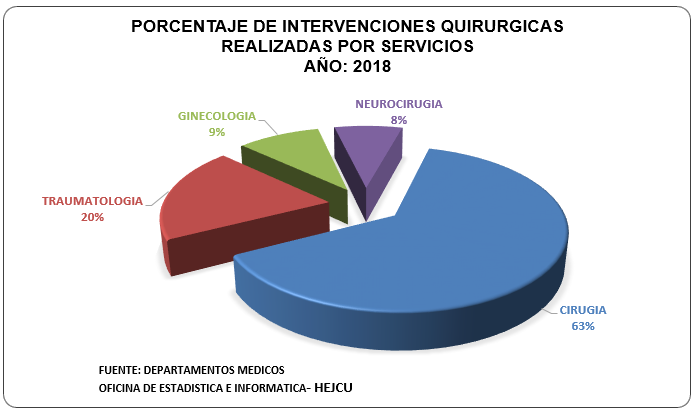 PORCENTAJE DE INTERVENCIONES QUIRURGICAS
REALIZADAS POR SERVICIOS
AÑO: 2018
NEUROCIRUGIA
8%
GINECOLOGIA
9%
TRAUMATOLOGIA
20%
CIRUGIA
63%
FUENTE: DEPARTAMENTOS MEDICOS
OFICINA DE ESTADISTICA E INFORMATICA- HEJCU